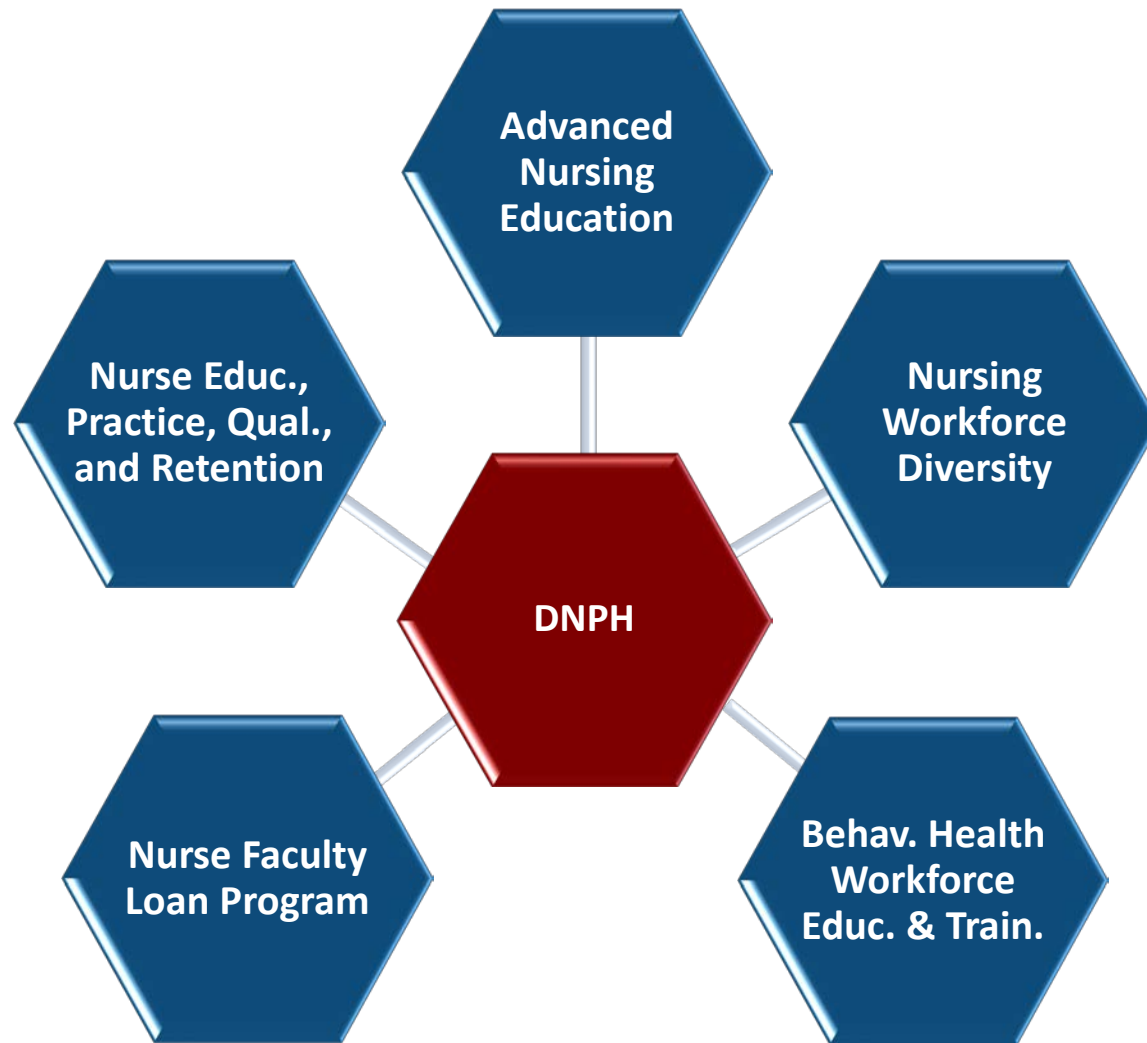 Advanced
Nursing
Education
Nurse Educ.,
Practice, Qual.,
and Retention
Nursing
Workforce
Diversity
DNPH
Nurse Faculty
Loan Program
Behav. Health
Workforce
Educ. & Train.